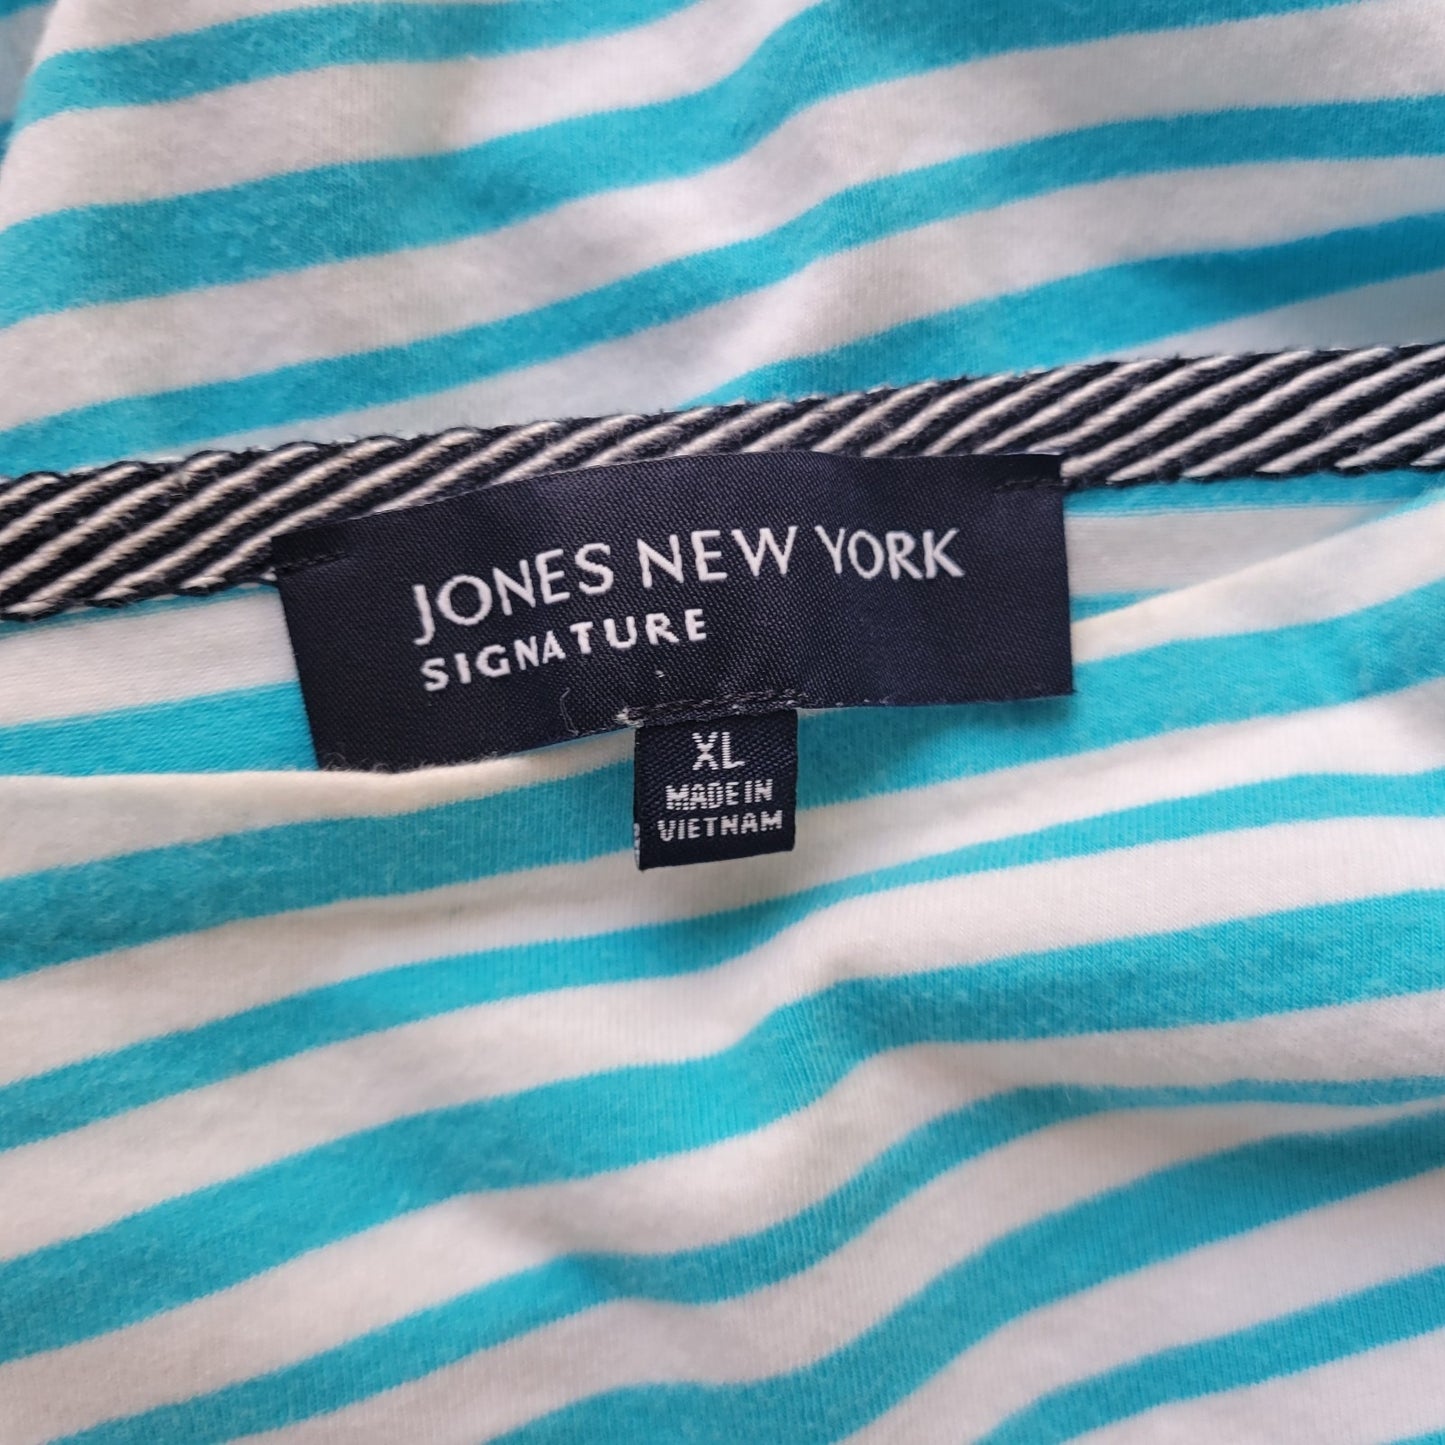 JONES NEW YORK
SIGNATURE
XL
MADE IN
VIETNAM